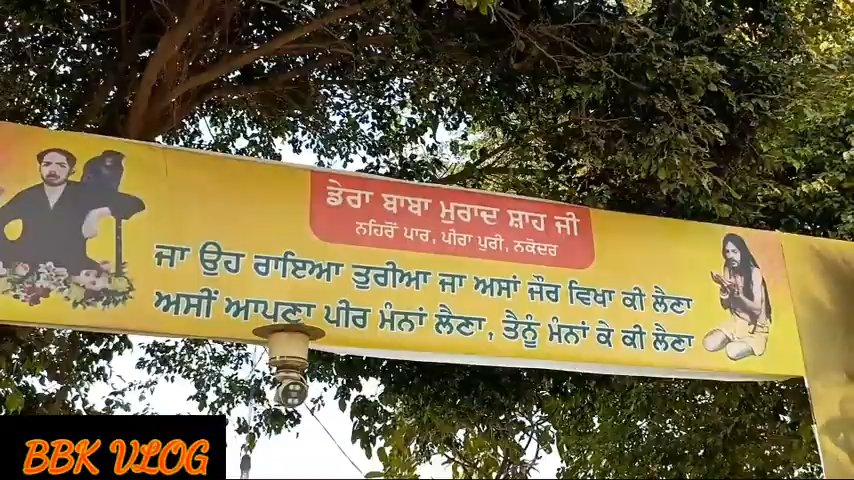 ਡੇਰਾ ਬਾਬਾ ਮੁਰਾਦ ਸ਼ਾਹ ਜੀ
ਨਹਿਰੋਂ ਪਾਰ, ਪੀਰਾ ਪੁਰੀ, ਨਕੋਦਰ
ਜਾ ਉਹ ਰਾਇਆ ਤੁਰਿਆ ਜਾ ਅਸਾਂ ਜੋਰ ਵਿਖਾ ਕੀ ਲੈਣਾ
ਅਸਾਂ ਆਪਣਾ ਪੀਰ ਮੰਨਾ ਲੈਣਾ, ਤੈਨੂੰ ਮੰਨਾ ਕੇ ਕੀ ਲੈਣਾ
BBK VLOG